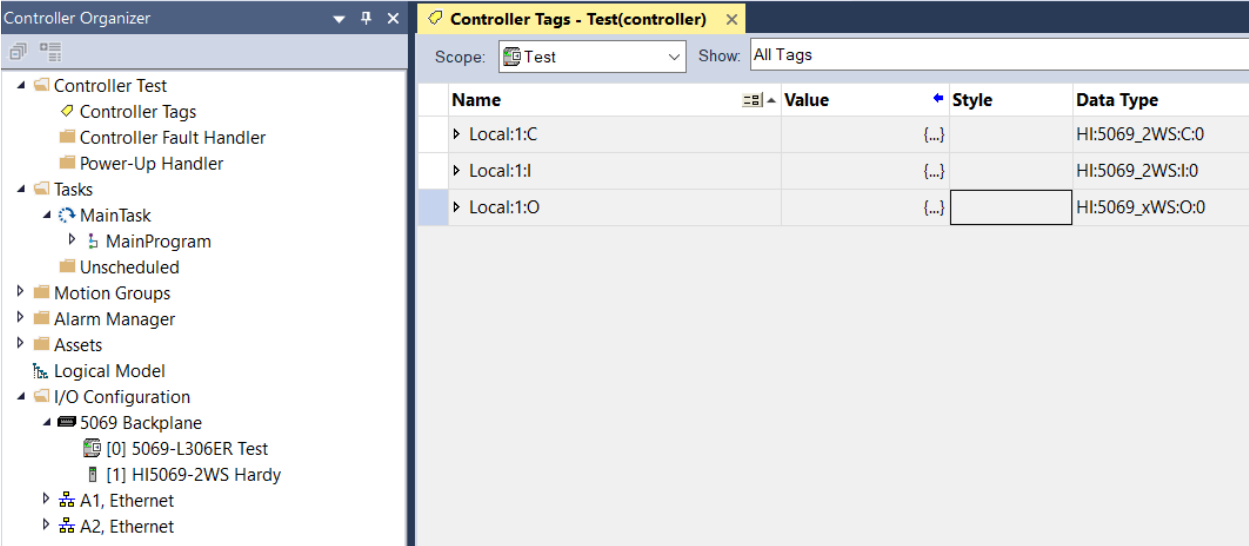 Controller Organizer
Controller Test
Controller Tags
Controller Fault Handler
Power-Up Handler
Tasks
MainTask
MainProgram
Unscheduled
Motion Groups
Alarm Manager
Assets
Logical Model
I/O Configuration
5069 Backplane
[0] 5069-L306ER Test
[1] HI5069-2WS Hardy
A1, Ethernet
A2, Ethernet
Controller Tags - Test(controller)
Scope: Test Show: All Tags
Name Value Style Data Type
Local:1:C {...} HI:5069_2WS:C:0
Local:1:I {...} HI:5069_2WS:I:0
Local:1:O {...} HI:5069_xWS:O:0